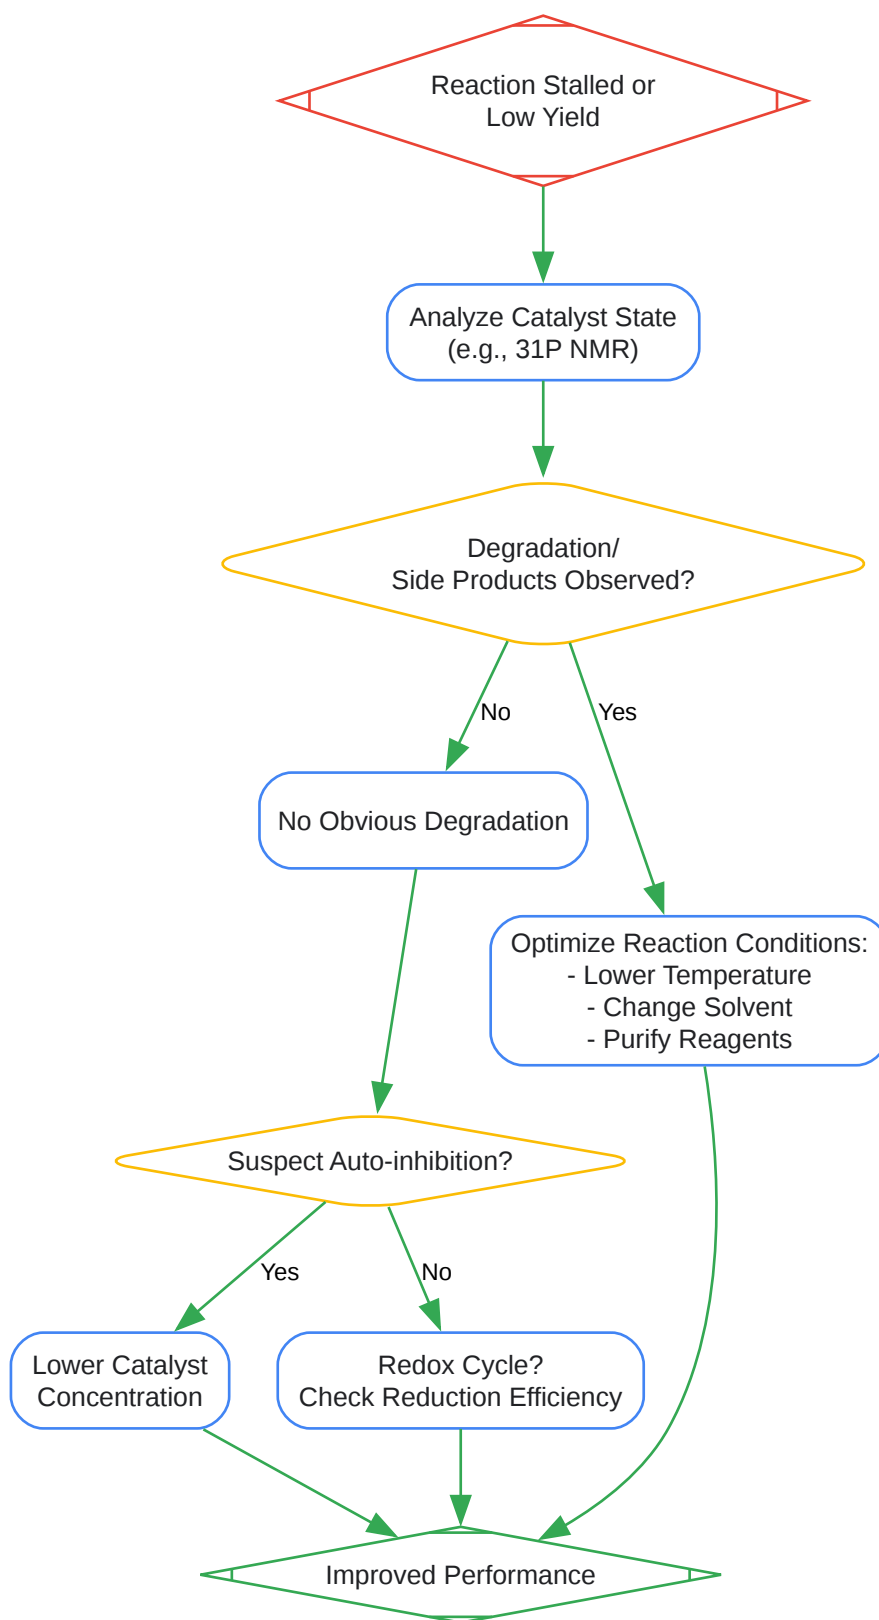 Reaction Stalled or
Low Yield
Analyze Catalyst State
(e.g., 31P NMR)
Degradation/
Side Products Observed?
No
Yes
No Obvious Degradation
Optimize Reaction Conditions:
- Lower Temperature
- Change Solvent
- Purify Reagents
Suspect Auto-inhibition?
Yes
No
Lower Catalyst
Concentration
Redox Cycle?
Check Reduction Efficiency
Improved Performance